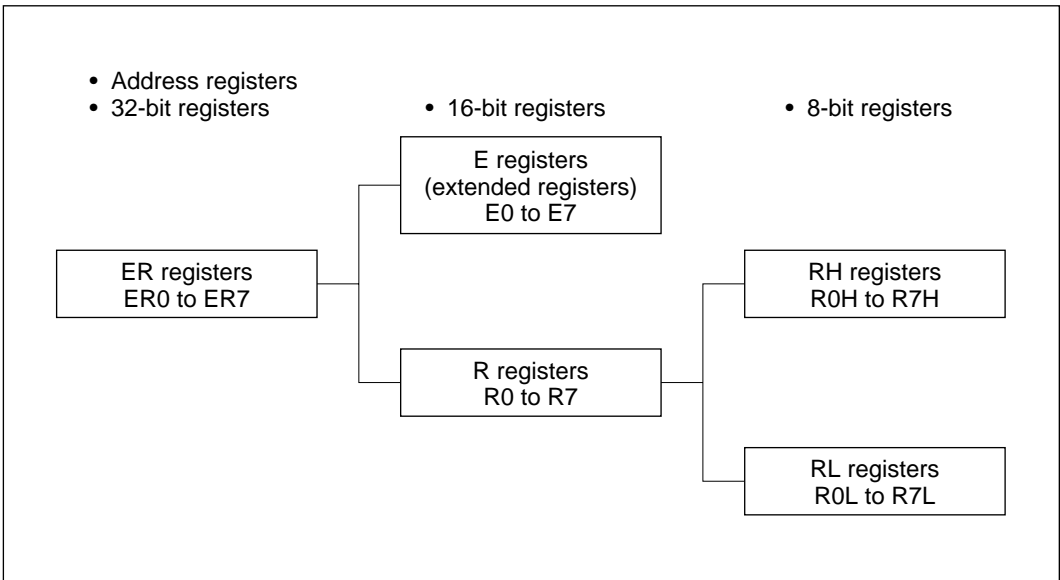 • Address registers
• 32-bit registers
• 16-bit registers
• 8-bit registers
E registers
(extended registers)
E0 to E7
ER registers
ER0 to ER7
RH registers
R0H to R7H
R registers
R0 to R7
RL registers
R0L to R7L